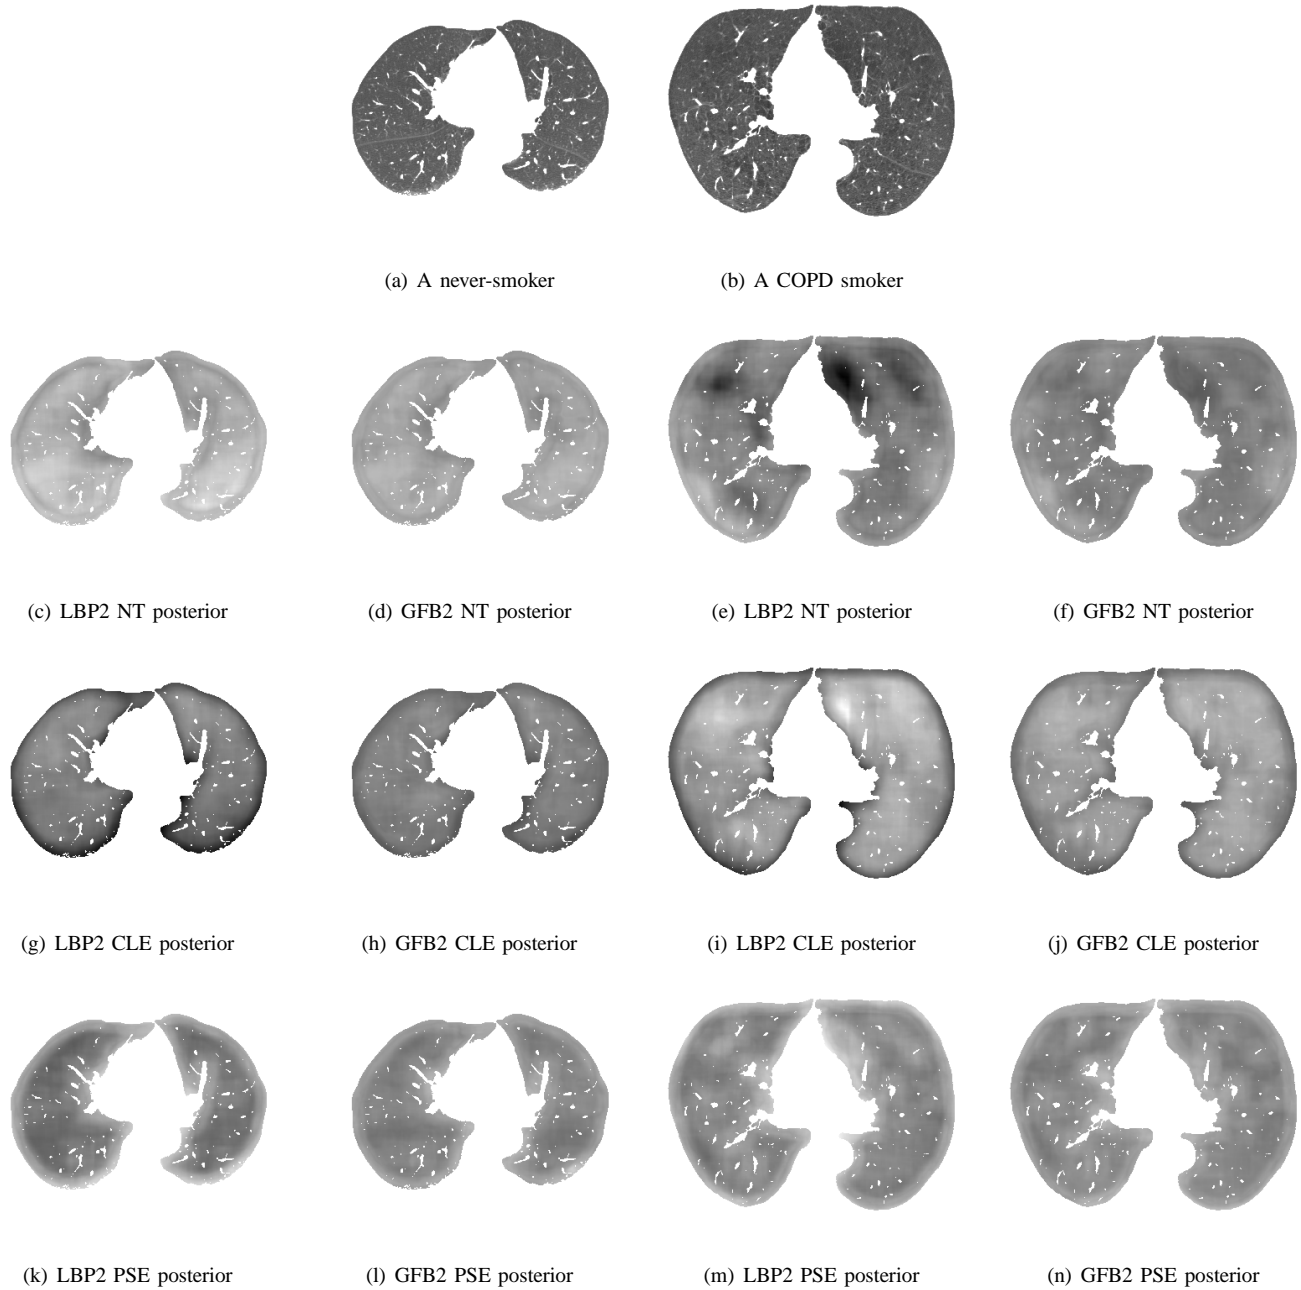 (a) A never-smoker
(b) A COPD smoker
(c) LBP2 NT posterior
(d) GFB2 NT posterior
(e) LBP2 NT posterior
(f) GFB2 NT posterior
(g) LBP2 CLE posterior
(h) GFB2 CLE posterior
(i) LBP2 CLE posterior
(j) GFB2 CLE posterior
(k) LBP2 PSE posterior
(l) GFB2 PSE posterior
(m) LBP2 PSE posterior
(n) GFB2 PSE posterior